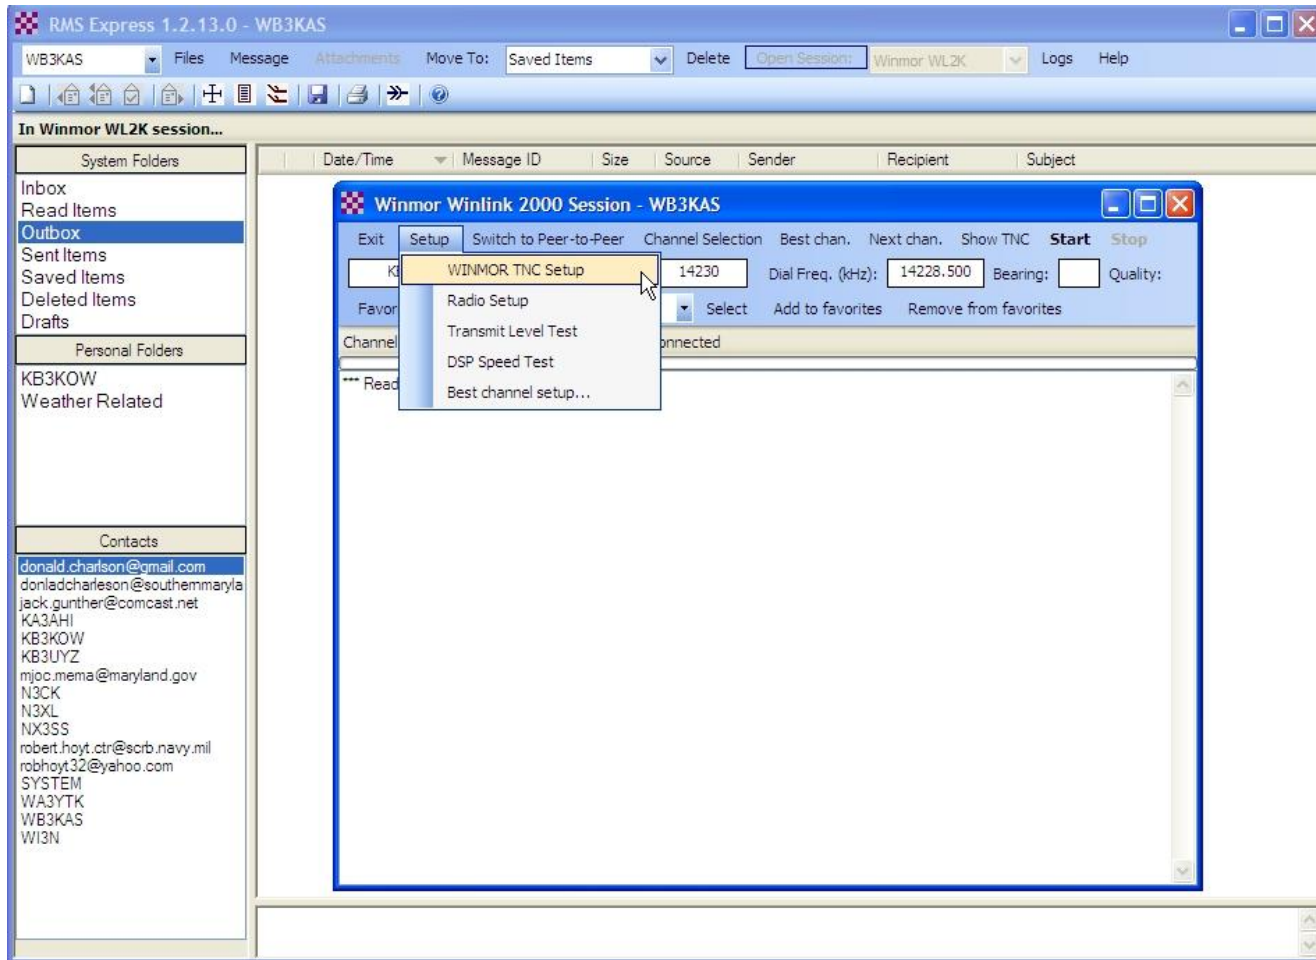 RMS Express 1.2.13.0 - WB3KAS
WB3KAS Files Message Attachments Move To: Saved Items Delete Open Session: Winmor WL2K Logs Help
In Winmor WL2K session...
System Folders
Inbox
Read Items
Outbox
Sent Items
Saved Items
Deleted Items
Drafts
Personal Folders
KB3KOW
Weather Related
Contacts
donald.charlson@gmail.com
donladcharleson@southernmaryla
jack.gunther@comcast.net
KA3AHI
KB3KOW
KB3UYZ
mjoc.mema@maryland.gov
N3CK
N3XL
NX3SS
robert.hoyt.ctr@scrb.navy.mil
robhoyt32@yahoo.com
SYSTEM
WA3YTK
WB3KAS
WI3N
Date/Time Message ID Size Source Sender Recipient Subject
Winmor Winlink 2000 Session - WB3KAS
Exit Setup Switch to Peer-to-Peer Channel Selection Best chan. Next chan. Show TNC Start Stop
14230 Dial Freq. (kHz): 14228.500 Bearing: Quality:
Favor Select Add to favorites Remove from favorites
Channel onnected
*** Read
WINMOR TNC Setup
Radio Setup
Transmit Level Test
DSP Speed Test
Best channel setup...